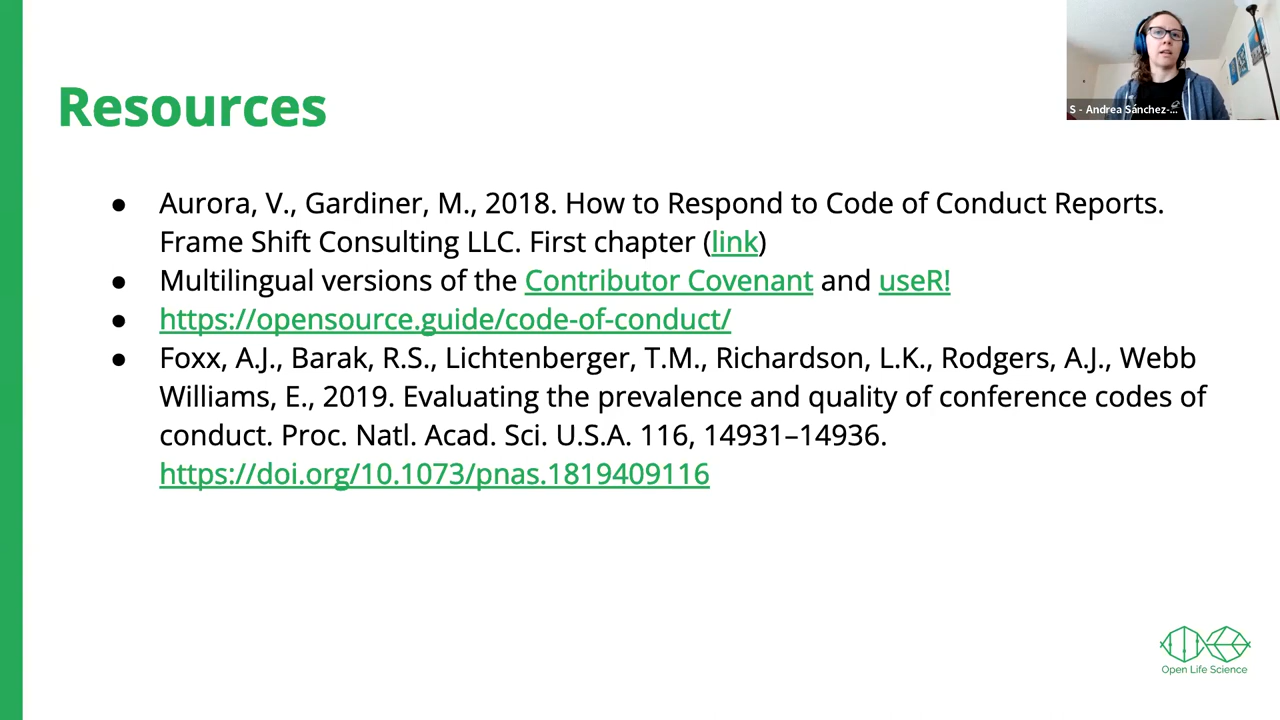 Resources
S - Andrea Sánchez-...
● Aurora, V., Gardiner, M., 2018. How to Respond to Code of Conduct Reports.
Frame Shift Consulting LLC. First chapter (link)
● Multilingual versions of the Contributor Covenant and useR!
● https://opensource.guide/code-of-conduct/
● Foxx, A.J., Barak, R.S., Lichtenberger, T.M., Richardson, L.K., Rodgers, A.J., Webb
Williams, E., 2019. Evaluating the prevalence and quality of conference codes of
conduct. Proc. Natl. Acad. Sci. U.S.A. 116, 14931–14936.
https://doi.org/10.1073/pnas.1819409116
Open Life Science